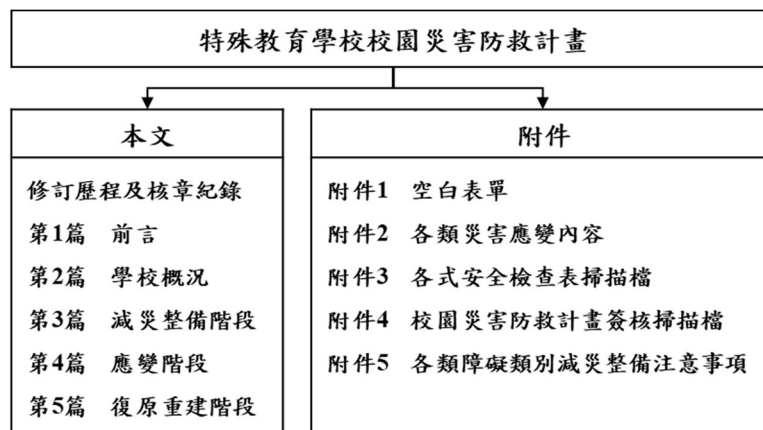 特殊教育學校校園災害防救計畫
本文
修訂歷程及核章紀錄
第1篇 前言
第2篇 學校概況
第3篇 減災整備階段
第4篇 應變階段
第5篇 復原重建階段
附件
附件1 空白表單
附件2 各類災害應變內容
附件3 各式安全檢查表掃描檔
附件4 校園災害防救計畫簽核掃描檔
附件5 各類障礙類別減災整備注意事項